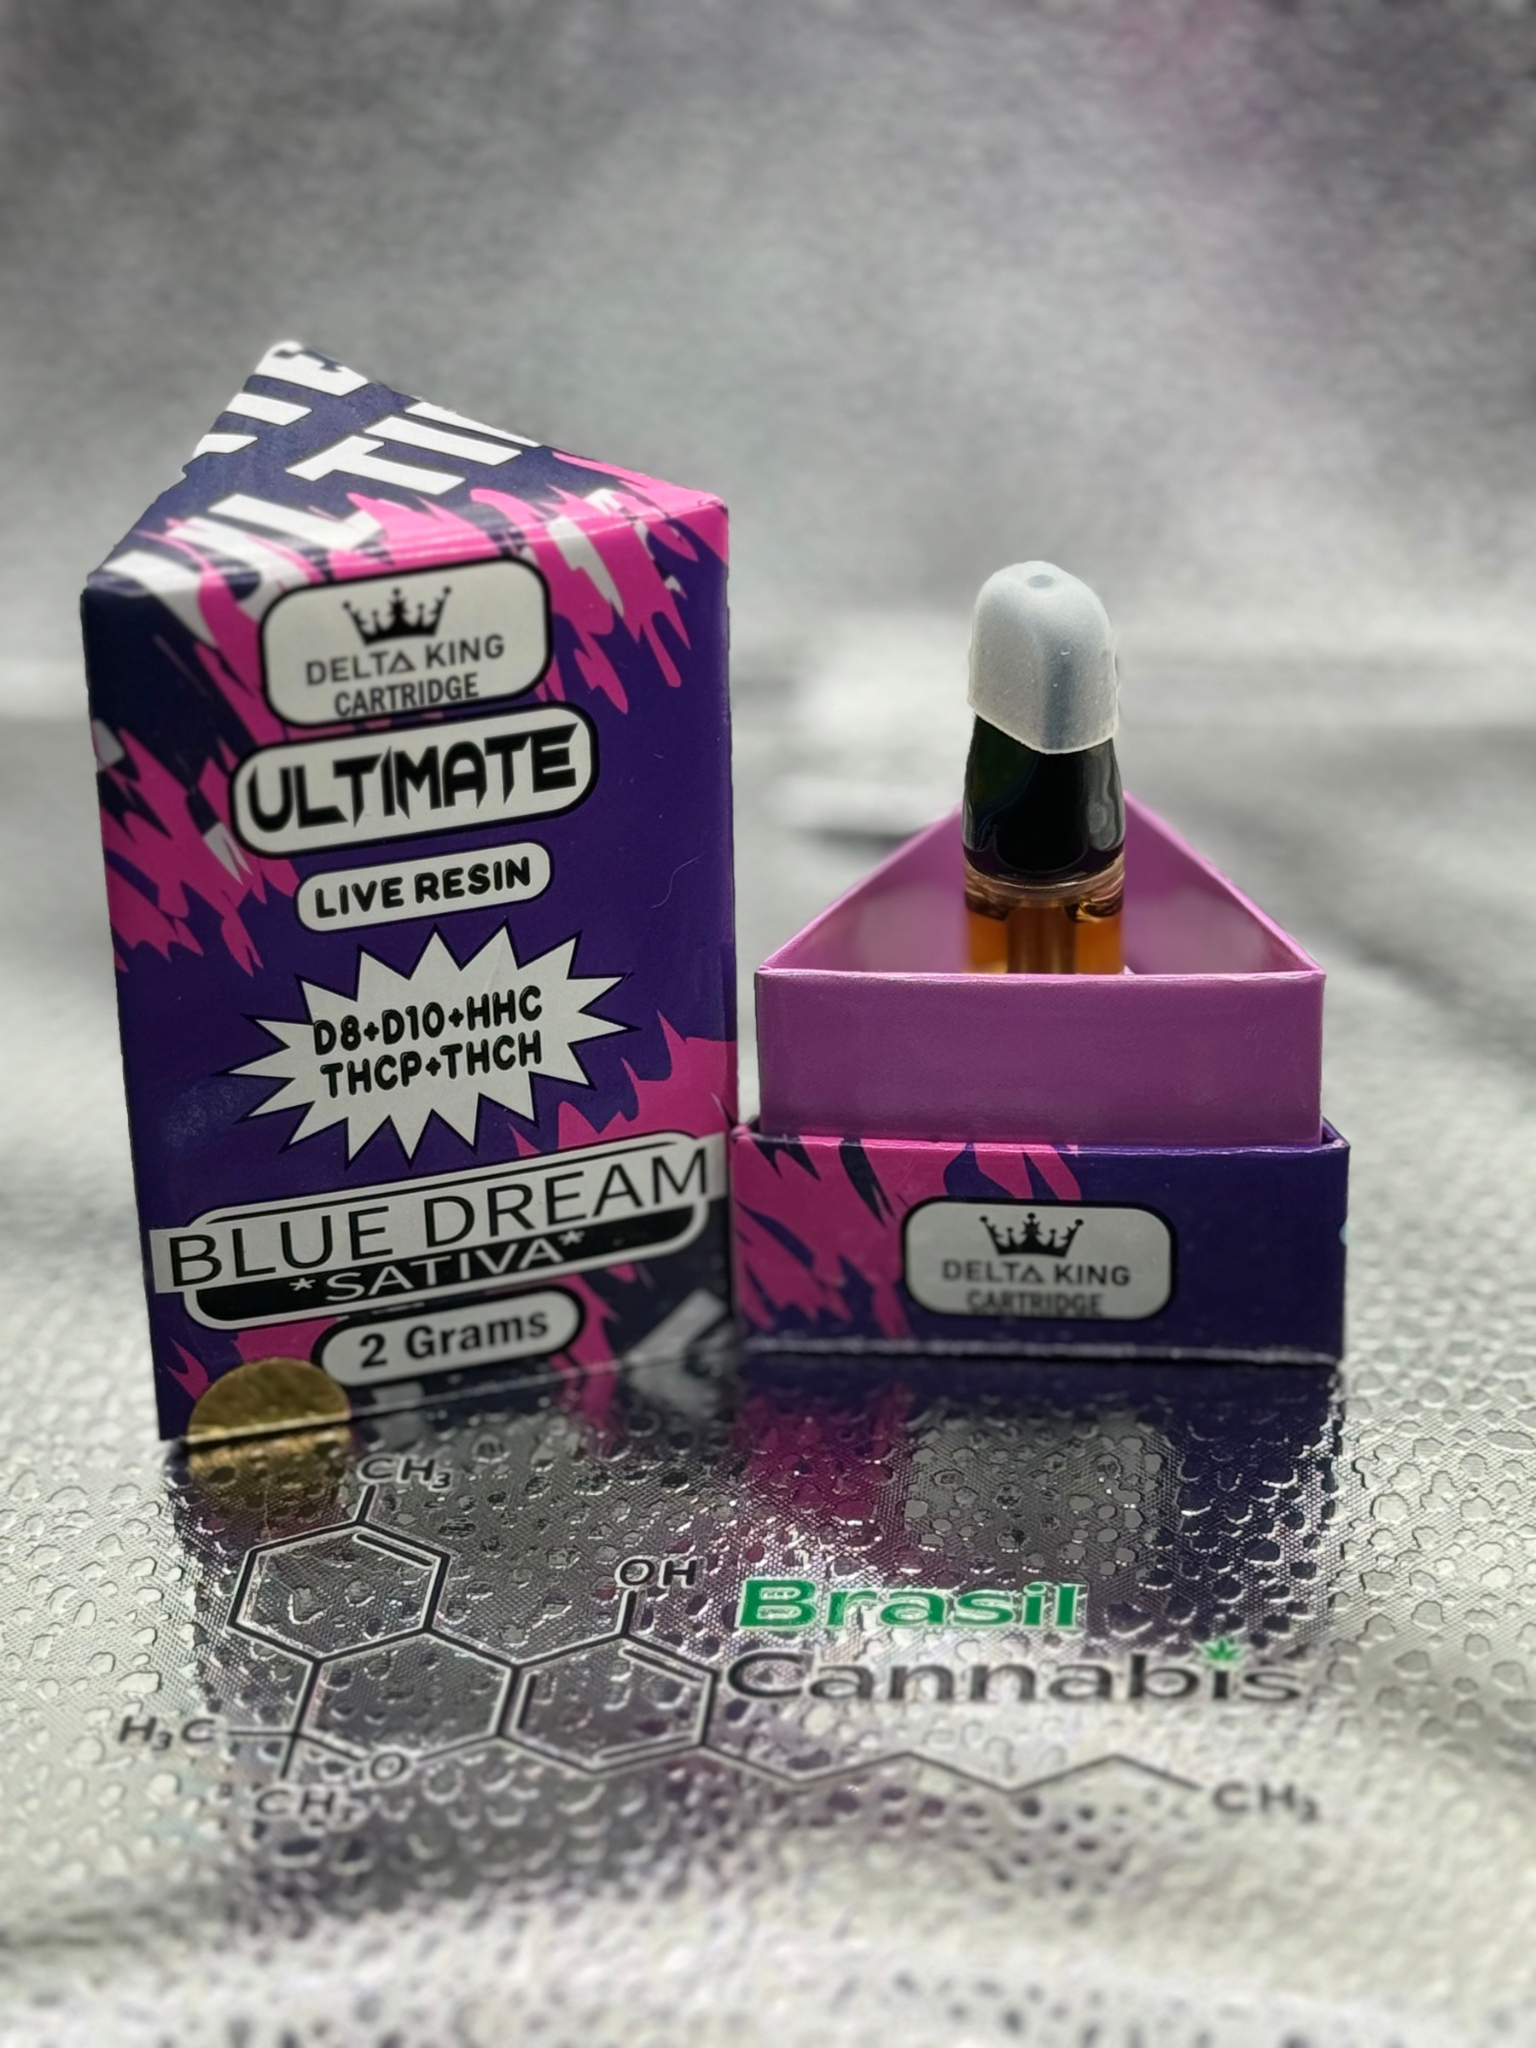 ULTI
DELTA KING
CARTRIDGE
ULTIMATE
LIVE RESIN
D8+D10+HHC
THCP+THCH
BLUE DREAM
*SATIVA*
2 Grams
DELTA KING
CARTRIDGE
CH₃
OH
Brasil
Cannabis
H₃C
O
CH₃
CH₃